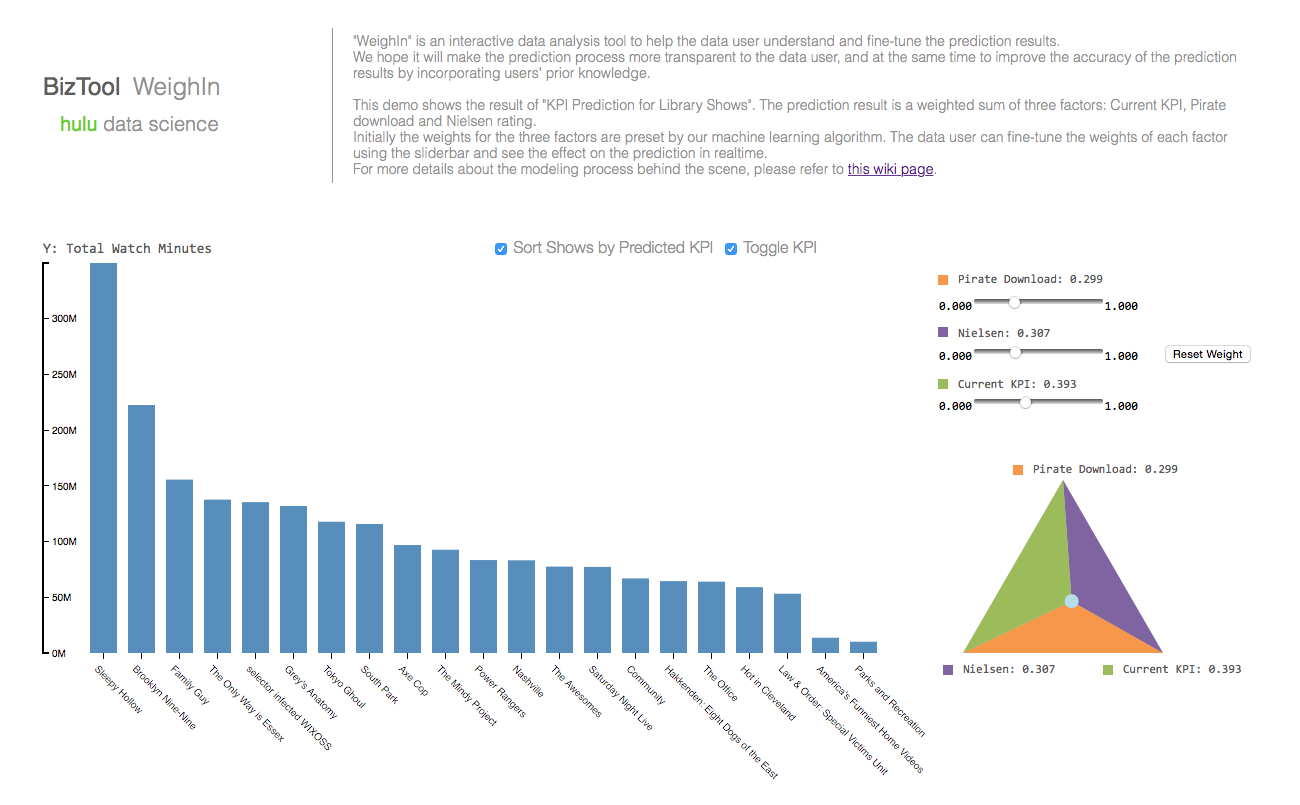 BizTool WeighIn
hulu data science
"WeighIn" is an interactive data analysis tool to help the data user understand and fine-tune the prediction results.
We hope it will make the prediction process more transparent to the data user, and at the same time to improve the accuracy of the prediction
results by incorporating users' prior knowledge.
This demo shows the result of "KPI Prediction for Library Shows". The prediction result is a weighted sum of three factors: Current KPI, Pirate
download and Nielsen rating.
Initially the weights for the three factors are preset by our machine learning algorithm. The data user can fine-tune the weights of each factor
using the sliderbar and see the effect on the prediction in realtime.
For more details about the modeling process behind the scene, please refer to this wiki page.
Y: Total Watch Minutes
Sort Shows by Predicted KPI
Toggle KPI
300M
250M
200M
150M
100M
50M
0M
Sleepy Hollow
Brooklyn Nine-Nine
Family Guy
The Only Way is Essex
selector infected WIXOSS
Grey's Anatomy
Tokyo Ghoul
South Park
Axe Cop
The Mindy Project
Power Rangers
Nashville
The Awesomes
Saturday Night Live
Community
Hakkenden: Eight Dogs of the East
The Office
Hot in Cleveland
Law & Order: Special Victims Unit
America's Funniest Home Videos
Parks and Recreation
Pirate Download: 0.299
0.000 1.000
Nielsen: 0.307
0.000 1.000
Reset Weight
Current KPI: 0.393
0.000 1.000
Pirate Download: 0.299
Nielsen: 0.307
Current KPI: 0.393